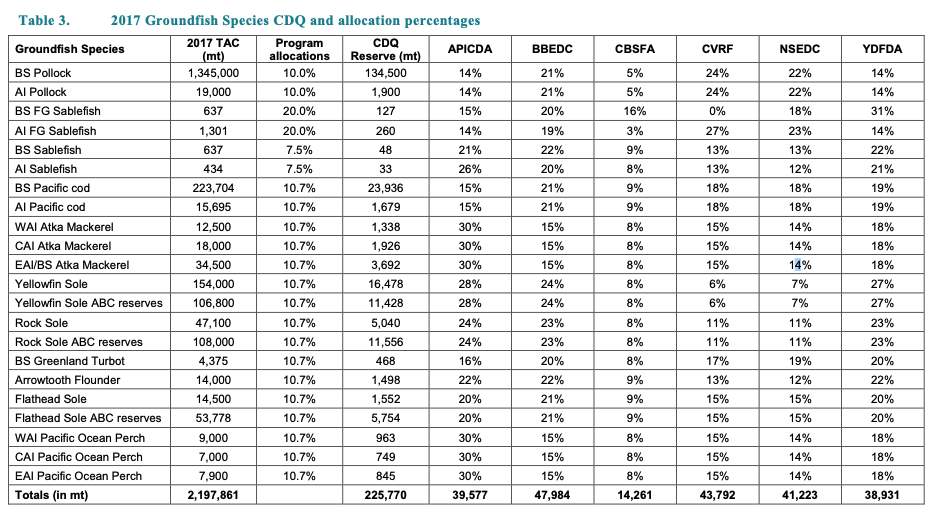 Table 3. 2017 Groundfish Species CDQ and allocation percentages
Groundfish Species 2017 TAC (mt) Program allocations CDQ Reserve (mt) APICDA BBEDC CBSFA CVRF NSEDC YDFDA
BS Pollock 1,345,000 10.0% 134,500 14% 21% 5% 24% 22% 14%
AI Pollock 19,000 10.0% 1,900 14% 21% 5% 24% 22% 14%
BS FG Sablefish 637 20.0% 127 15% 20% 16% 0% 18% 31%
AI FG Sablefish 1,301 20.0% 260 14% 19% 3% 27% 23% 14%
BS Sablefish 637 7.5% 48 21% 22% 9% 13% 13% 22%
AI Sablefish 434 7.5% 33 26% 20% 8% 13% 12% 21%
BS Pacific cod 223,704 10.7% 23,936 15% 21% 9% 18% 18% 19%
AI Pacific cod 15,695 10.7% 1,679 15% 21% 9% 18% 18% 19%
WAI Atka Mackerel 12,500 10.7% 1,338 30% 15% 8% 15% 14% 18%
CAI Atka Mackerel 18,000 10.7% 1,926 30% 15% 8% 15% 14% 18%
EAI/BS Atka Mackerel 34,500 10.7% 3,692 30% 15% 8% 15% 14% 18%
Yellowfin Sole 154,000 10.7% 16,478 28% 24% 8% 6% 7% 27%
Yellowfin Sole ABC reserves 106,800 10.7% 11,428 28% 24% 8% 6% 7% 27%
Rock Sole 47,100 10.7% 5,040 24% 23% 8% 11% 11% 23%
Rock Sole ABC reserves 108,000 10.7% 11,556 24% 23% 8% 11% 11% 23%
BS Greenland Turbot 4,375 10.7% 468 16% 20% 8% 17% 19% 20%
Arrowtooth Flounder 14,000 10.7% 1,498 22% 22% 9% 13% 12% 22%
Flathead Sole 14,500 10.7% 1,552 20% 21% 9% 15% 15% 20%
Flathead Sole ABC reserves 53,778 10.7% 5,754 20% 21% 9% 15% 15% 20%
WAI Pacific Ocean Perch 9,000 10.7% 963 30% 15% 8% 15% 14% 18%
CAI Pacific Ocean Perch 7,000 10.7% 749 30% 15% 8% 15% 14% 18%
EAI Pacific Ocean Perch 7,900 10.7% 845 30% 15% 8% 15% 14% 18%
Totals (in mt) 2,197,861 225,770 39,577 47,984 14,261 43,792 41,223 38,931